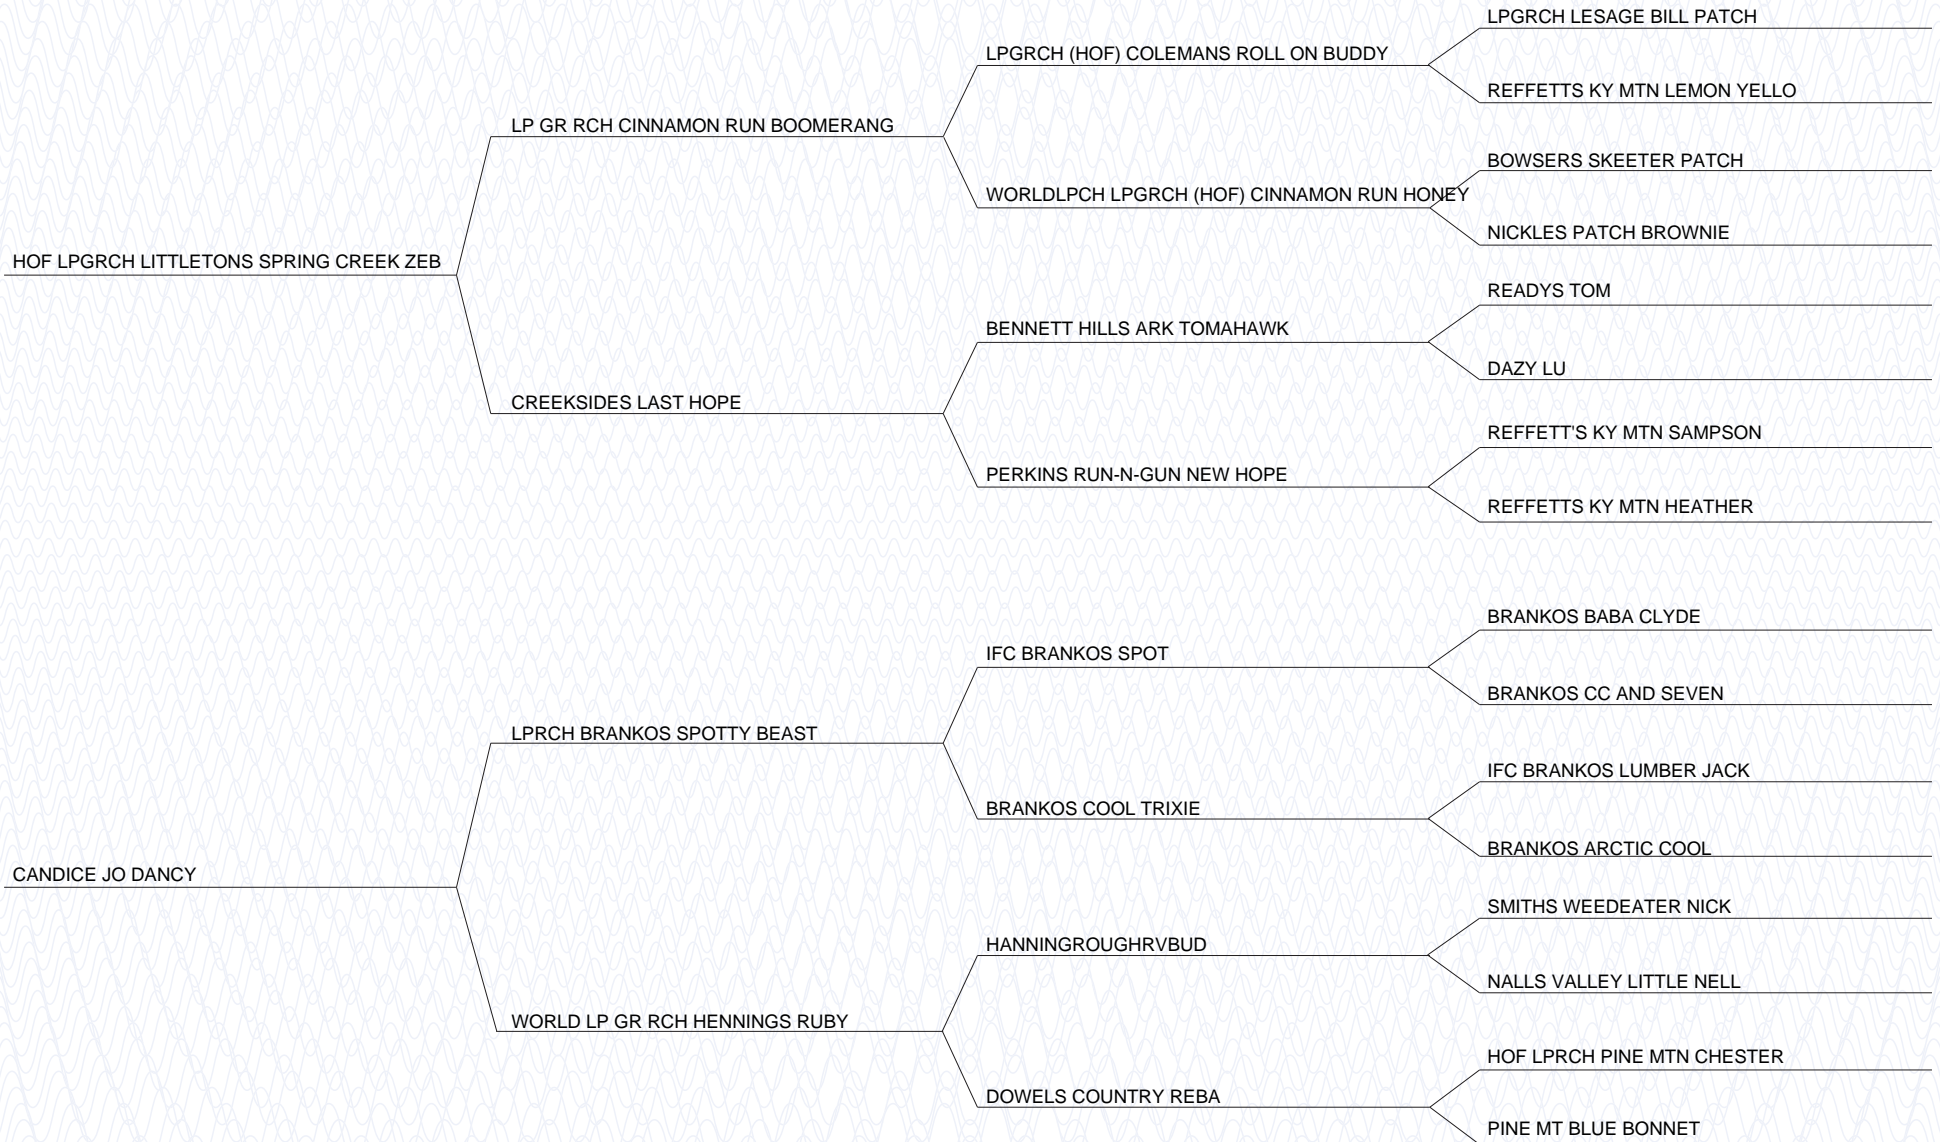 LPGRCH LESAGE BILL PATCH
LPGRCH (HOF) COLEMANS ROLL ON BUDDY
REFFETTS KY MTN LEMON YELLO
LP GR RCH CINNAMON RUN BOOMERANG
BOWSERS SKEETER PATCH
WORLDLPCH LPGRCH (HOF) CINNAMON RUN HONEY
NICKLES PATCH BROWNIE
HOF LPGRCH LITTLETONS SPRING CREEK ZEB
READYS TOM
BENNETT HILLS ARK TOMAHAWK
DAZY LU
CREEKSIDES LAST HOPE
REFFETT'S KY MTN SAMPSON
PERKINS RUN-N-GUN NEW HOPE
REFFETTS KY MTN HEATHER
BRANKOS BABA CLYDE
IFC BRANKOS SPOT
BRANKOS CC AND SEVEN
LPRCH BRANKOS SPOTTY BEAST
IFC BRANKOS LUMBER JACK
BRANKOS COOL TRIXIE
BRANKOS ARCTIC COOL
CANDICE JO DANCY
SMITHS WEEDEATER NICK
HANNINGROUGHRVBUD
NALLS VALLEY LITTLE NELL
WORLD LP GR RCH HENNINGS RUBY
HOF LPRCH PINE MTN CHESTER
DOWELS COUNTRY REBA
PINE MT BLUE BONNET